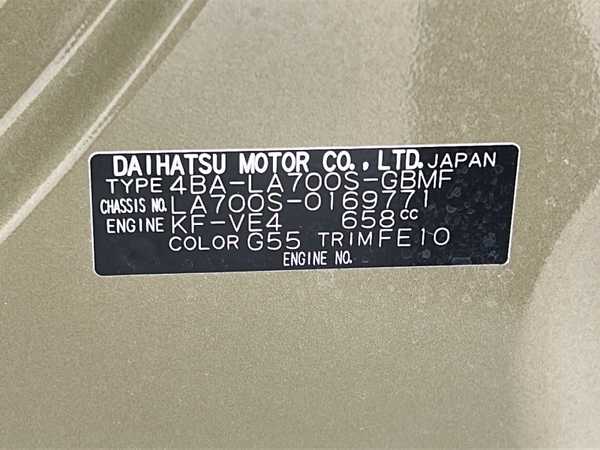 DAIHATSU MOTOR CO., LTD. JAPAN
TYPE 4BA-LA700S-GBMF
CHASSIS NO. LA700S-0169771
ENGINE KF-VE4 658cc
COLOR G55 TRIM FE10
ENGINE NO.